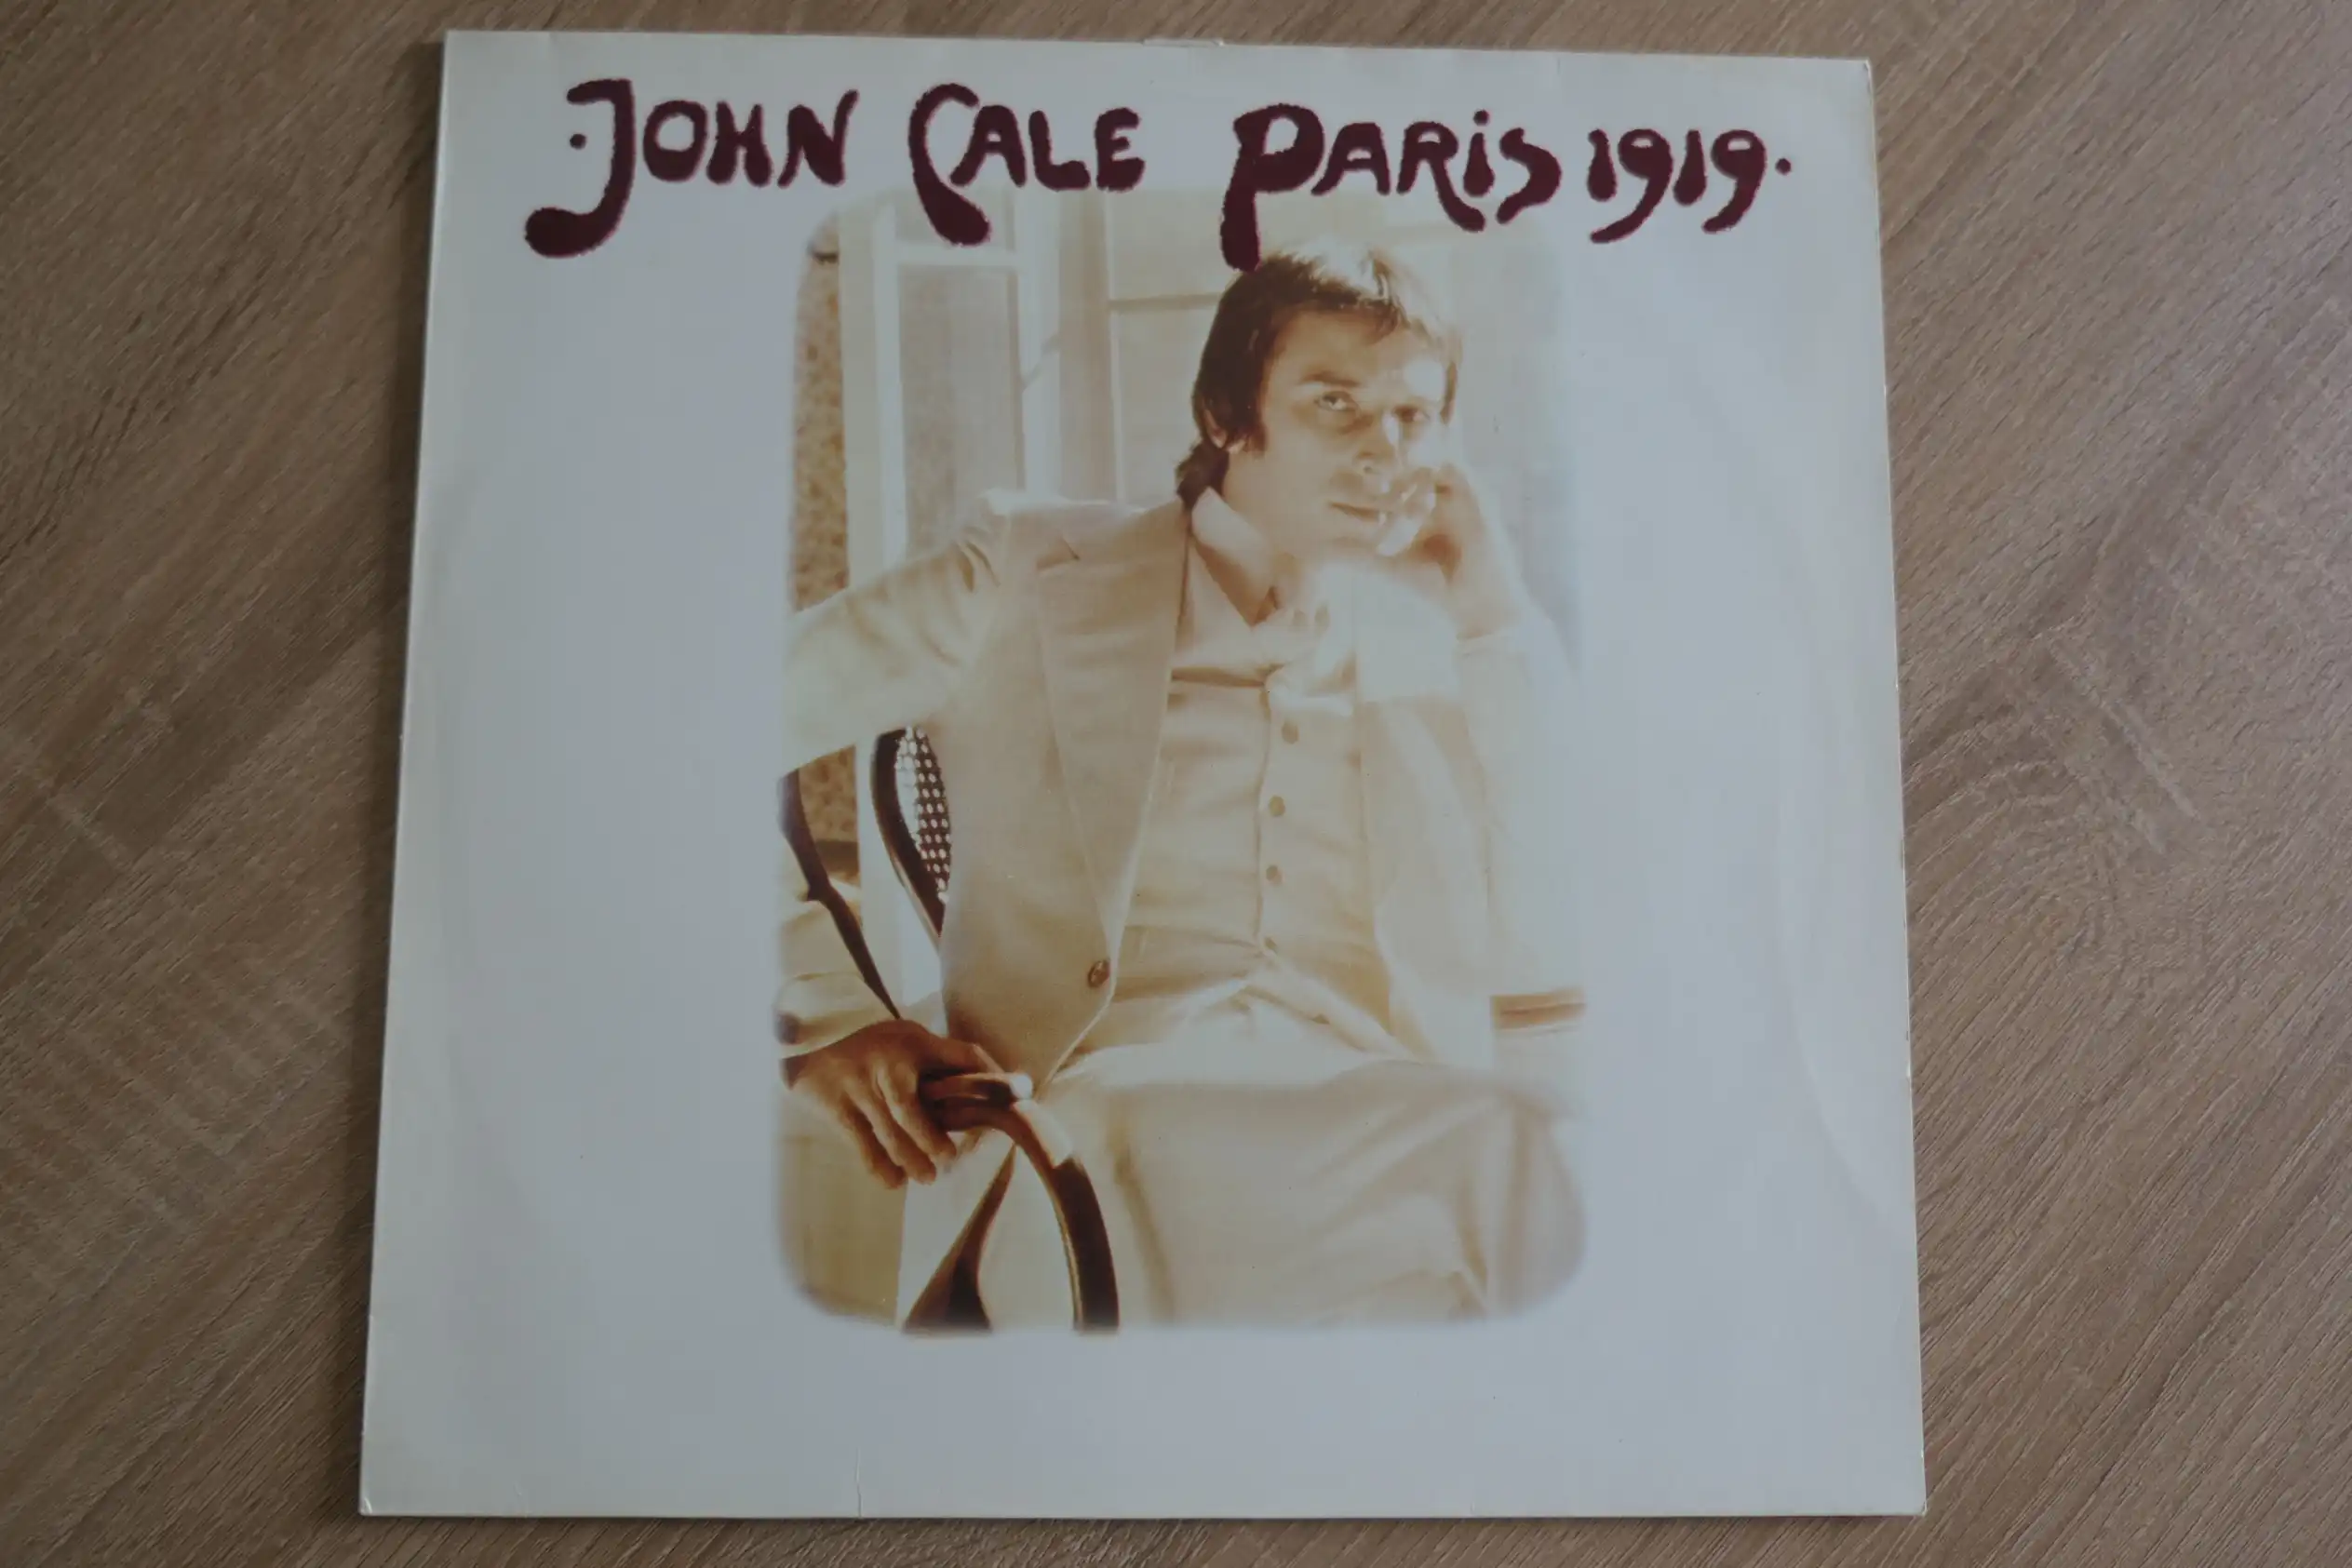 ·JOHN CALE PARIS 1919·